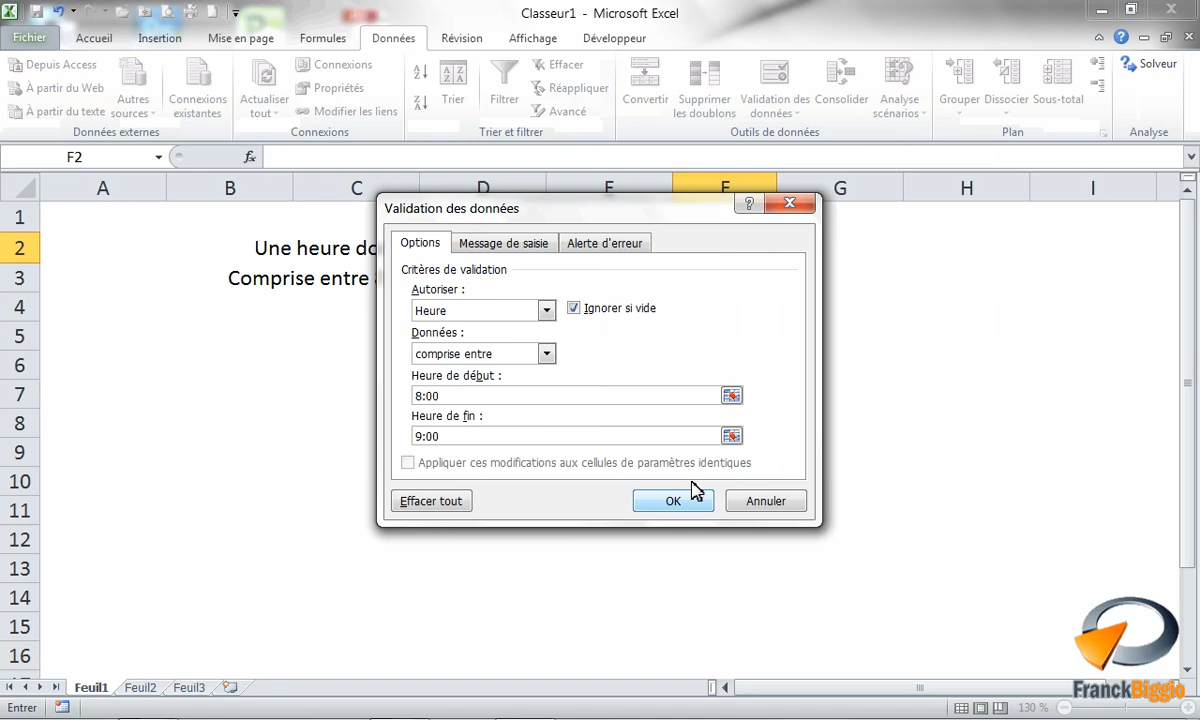 Classeur1 - Microsoft Excel
Fichier Accueil Insertion Mise en page Formules Données Révision Affichage Développeur
Depuis Access
À partir du Web
À partir du texte
Autres sources
Connexions existantes
Données externes
Actualiser tout
Connexions
Propriétés
Modifier les liens
Connexions
Trier
Filtrer
Effacer
Réappliquer
Avancé
Trier et filtrer
Convertir
Supprimer les doublons
Validation des données
Consolider
Analyse scénarios
Outils de données
Grouper
Dissocier
Sous-total
Plan
Solveur
Analyse
F2
fx
A B C D E F G H I
1
2 Une heure
3 Comprise entre
4
5
6
7
8
9
10
11
12
13
14
15
16
Validation des données
Options Message de saisie Alerte d'erreur
Critères de validation
Autoriser :
Heure
Ignorer si vide
Données :
comprise entre
Heure de début :
8:00
Heure de fin :
9:00
Appliquer ces modifications aux cellules de paramètres identiques
Effacer tout OK Annuler
Feuil1 Feuil2 Feuil3
FranckBiggio
Entrer
130 %